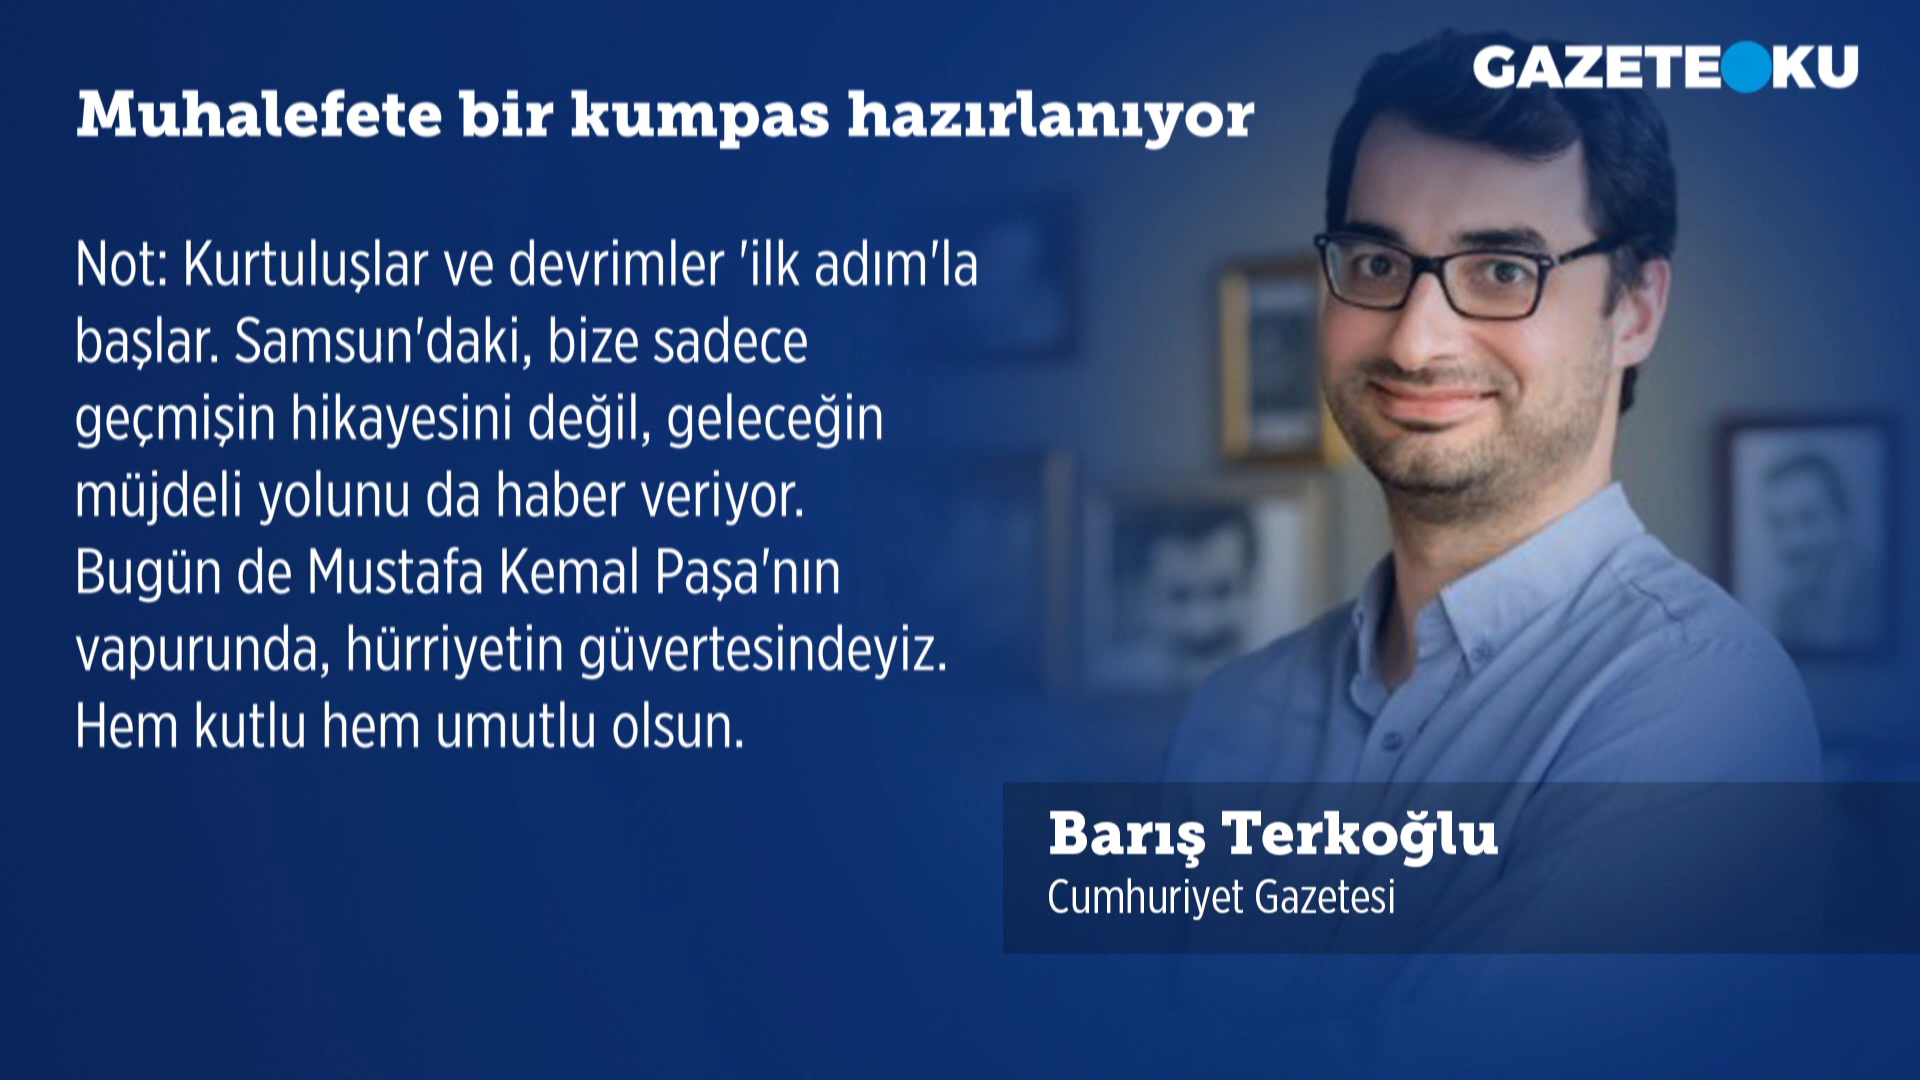 GAZETE KU
Muhalefete bir kumpas hazırlanıyor
Not: Kurtuluşlar ve devrimler 'ilk adım'la
başlar. Samsun'daki, bize sadece
geçmişin hikayesini değil, geleceğin
müjdeli yolunu da haber veriyor.
Bugün de Mustafa Kemal Paşa'nın
vapurunda, hürriyetin güvertesindeyiz.
Hem kutlu hem umutlu olsun.
Barış Terkoğlu
Cumhuriyet Gazetesi